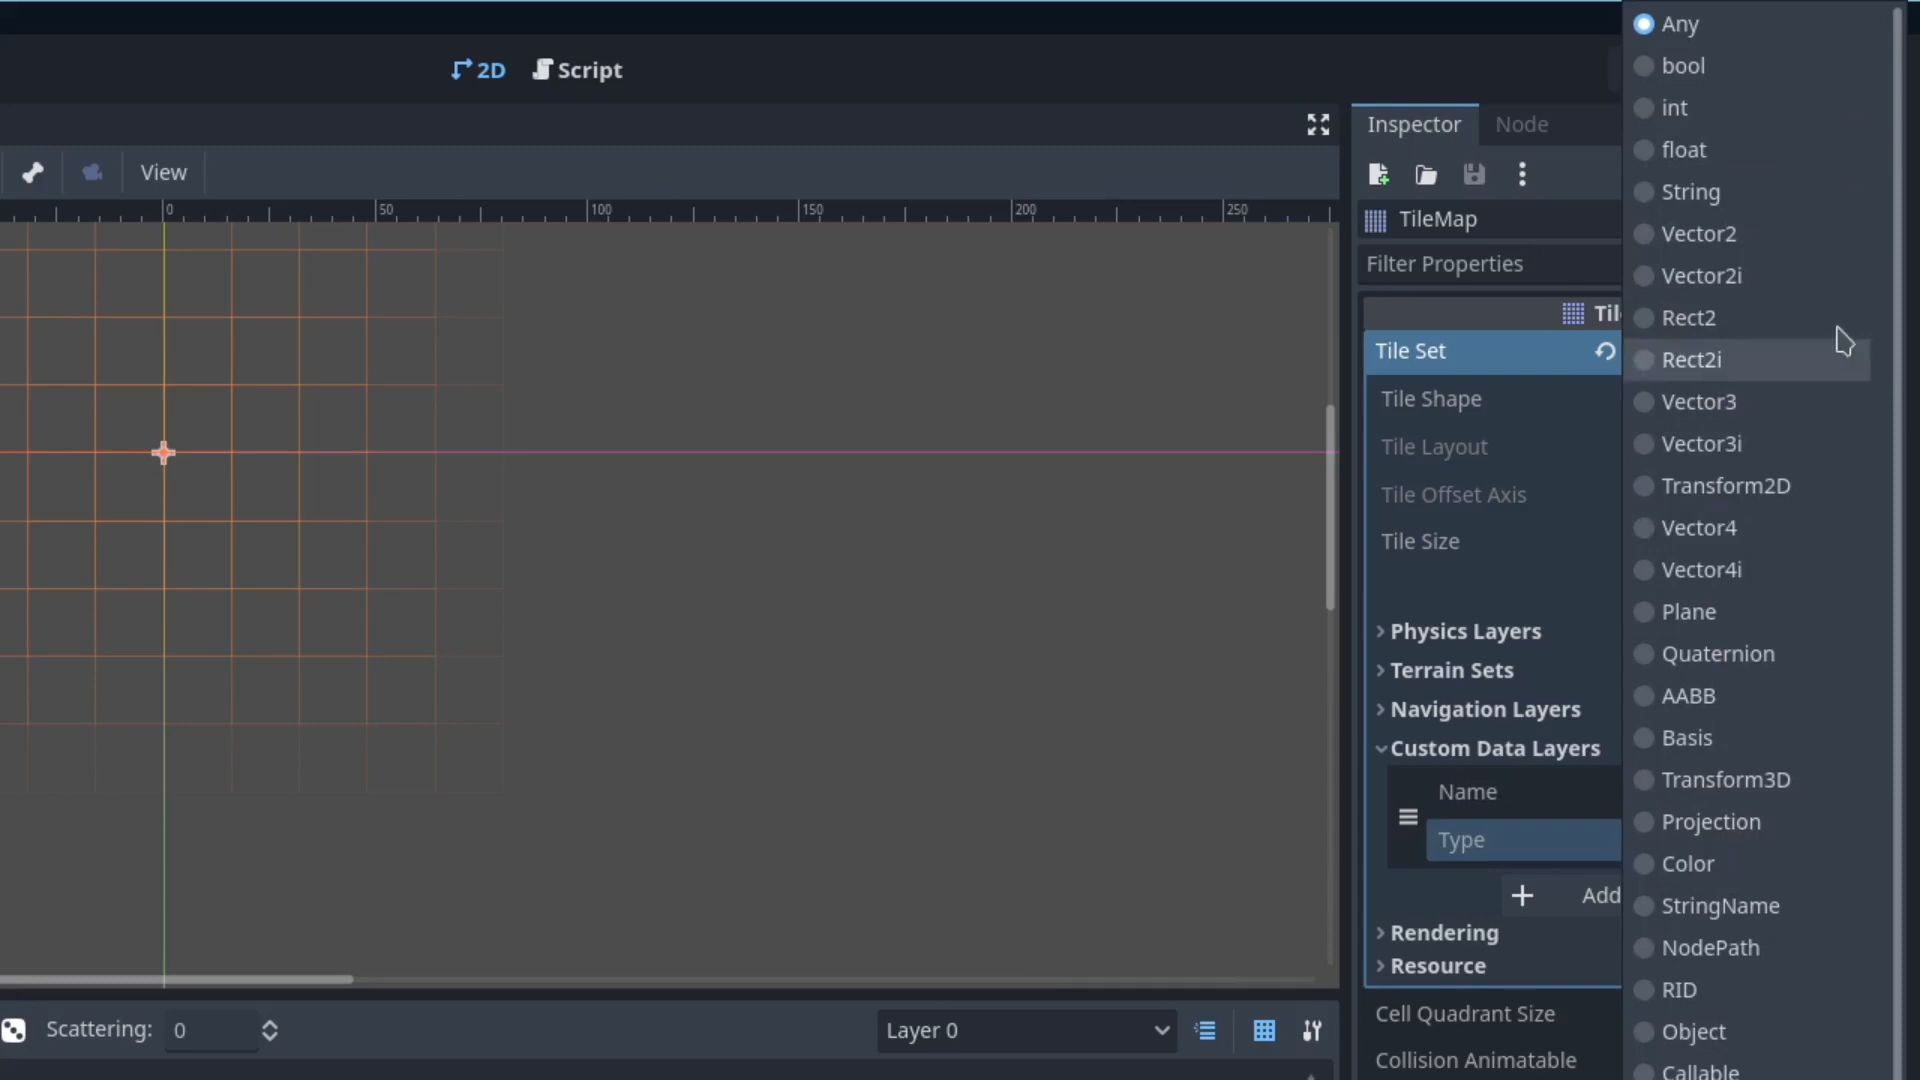 2D Script
View
0 50 100 150 200 250
Scattering: 0
Layer 0
Inspector Node
TileMap
Filter Properties
Til
Tile Set
Tile Shape
Tile Layout
Tile Offset Axis
Tile Size
Physics Layers
Terrain Sets
Navigation Layers
Custom Data Layers
Name
Type
Add
Rendering
Resource
Cell Quadrant Size
Collision Animatable
Any
bool
int
float
String
Vector2
Vector2i
Rect2
Rect2i
Vector3
Vector3i
Transform2D
Vector4
Vector4i
Plane
Quaternion
AABB
Basis
Transform3D
Projection
Color
StringName
NodePath
RID
Object
Callable